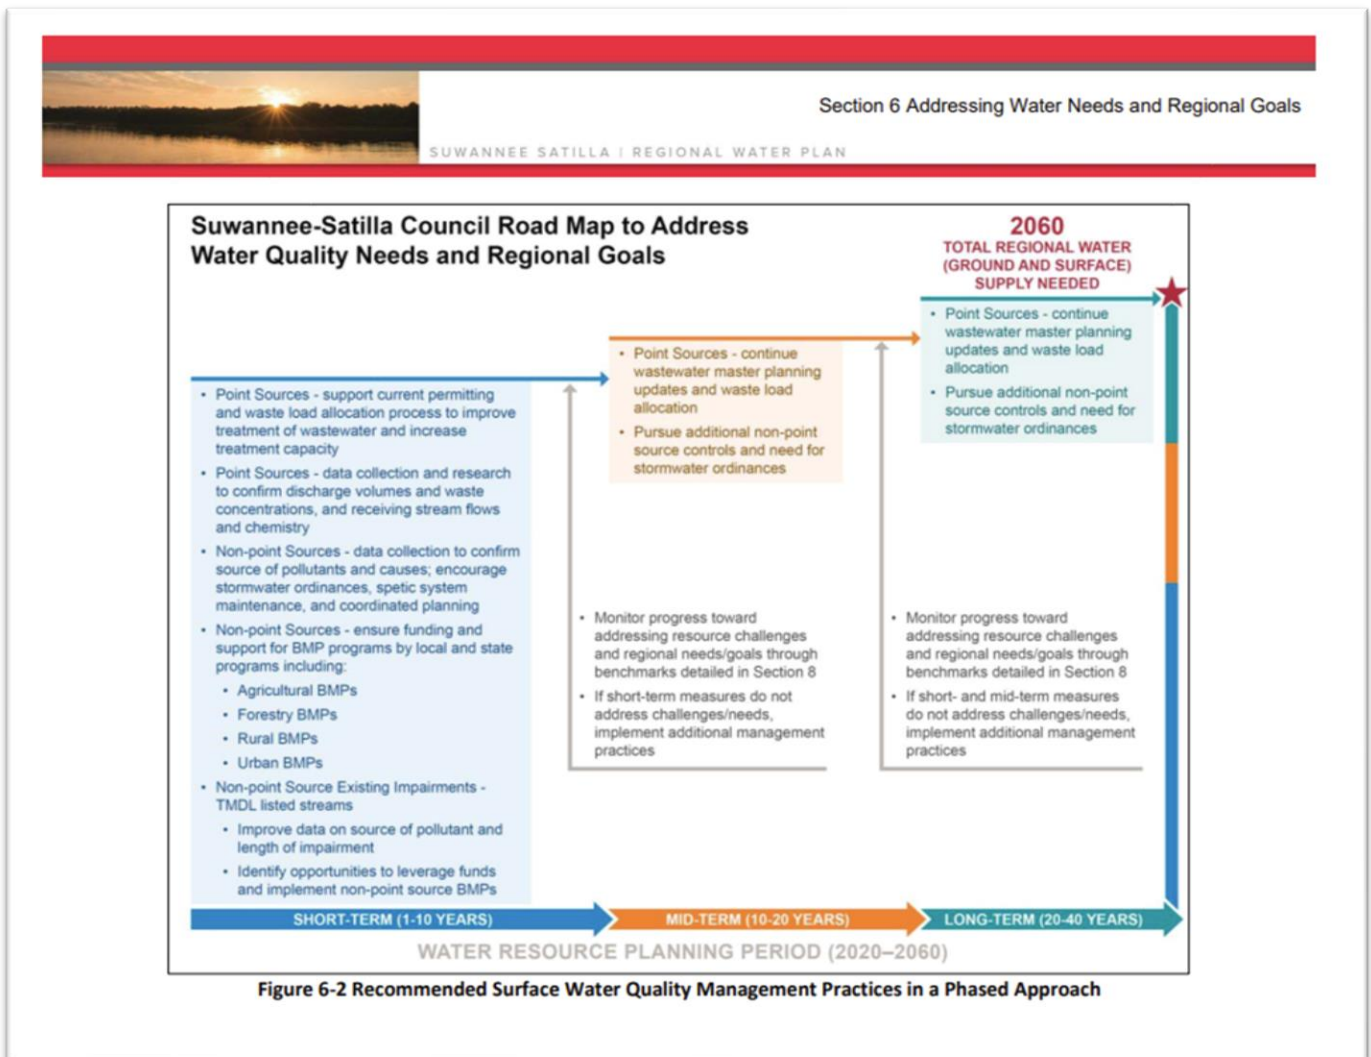 Section 6 Addressing Water Needs and Regional Goals
SUWANNEE SATILLA | REGIONAL WATER PLAN
Suwannee-Satilla Council Road Map to Address
Water Quality Needs and Regional Goals
2060
TOTAL REGIONAL WATER
(GROUND AND SURFACE)
SUPPLY NEEDED
• Point Sources - support current permitting
and waste load allocation process to improve
treatment of wastewater and increase
treatment capacity
• Point Sources - data collection and research
to confirm discharge volumes and waste
concentrations, and receiving stream flows
and chemistry
• Non-point Sources - data collection to confirm
source of pollutants and causes; encourage
stormwater ordinances, spetic system
maintenance, and coordinated planning
• Non-point Sources - ensure funding and
support for BMP programs by local and state
programs including:
• Agricultural BMPs
• Forestry BMPs
• Rural BMPs
• Urban BMPs
• Non-point Source Existing Impairments -
TMDL listed streams
• Improve data on source of pollutant and
length of impairment
• Identify opportunities to leverage funds
and implement non-point source BMPs
• Point Sources - continue
wastewater master planning
updates and waste load
allocation
• Pursue additional non-point
source controls and need for
stormwater ordinances
• Monitor progress toward
addressing resource challenges
and regional needs/goals through
benchmarks detailed in Section 8
• If short-term measures do not
address challenges/needs,
implement additional management
practices
• Point Sources - continue
wastewater master planning
updates and waste load
allocation
• Pursue additional non-point
source controls and need for
stormwater ordinances
• Monitor progress toward
addressing resource challenges
and regional needs/goals through
benchmarks detailed in Section 8
• If short- and mid-term measures
do not address challenges/needs,
implement additional management
practices
SHORT-TERM (1-10 YEARS)
MID-TERM (10-20 YEARS)
LONG-TERM (20-40 YEARS)
WATER RESOURCE PLANNING PERIOD (2020–2060)
Figure 6-2 Recommended Surface Water Quality Management Practices in a Phased Approach